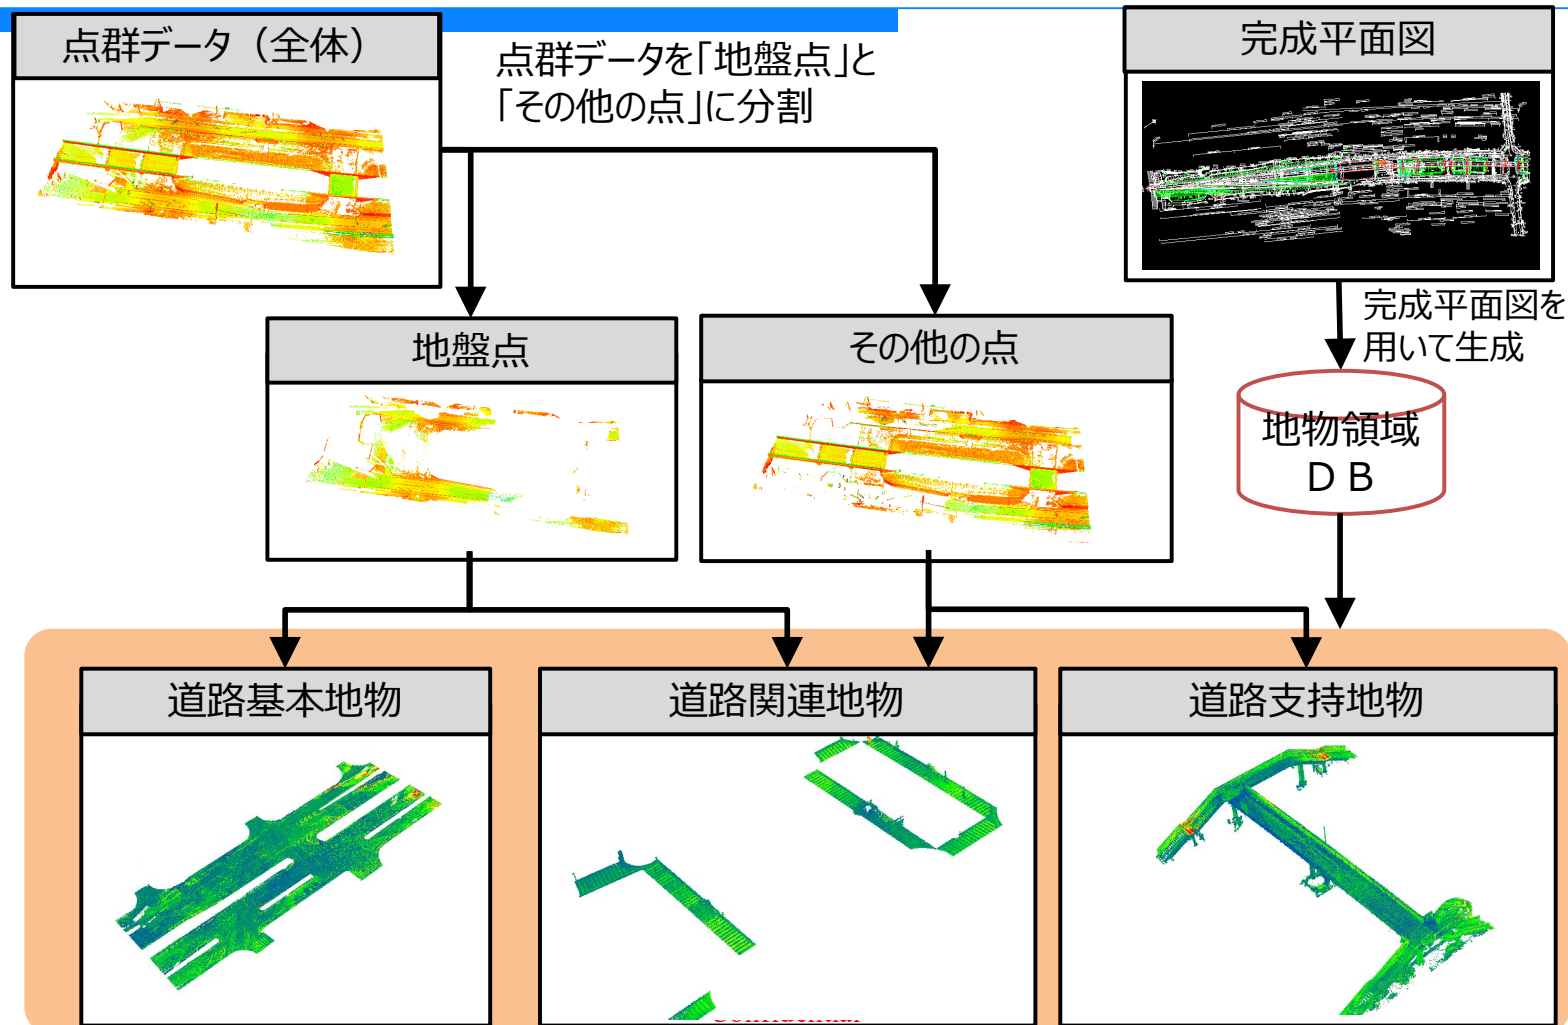 点群データ（全体）
点群データを「地盤点」と
「その他の点」に分割
完成平面図
完成平面図を
用いて生成
地盤点
その他の点
地物領域
ＤＢ
道路基本地物
道路関連地物
道路支持地物